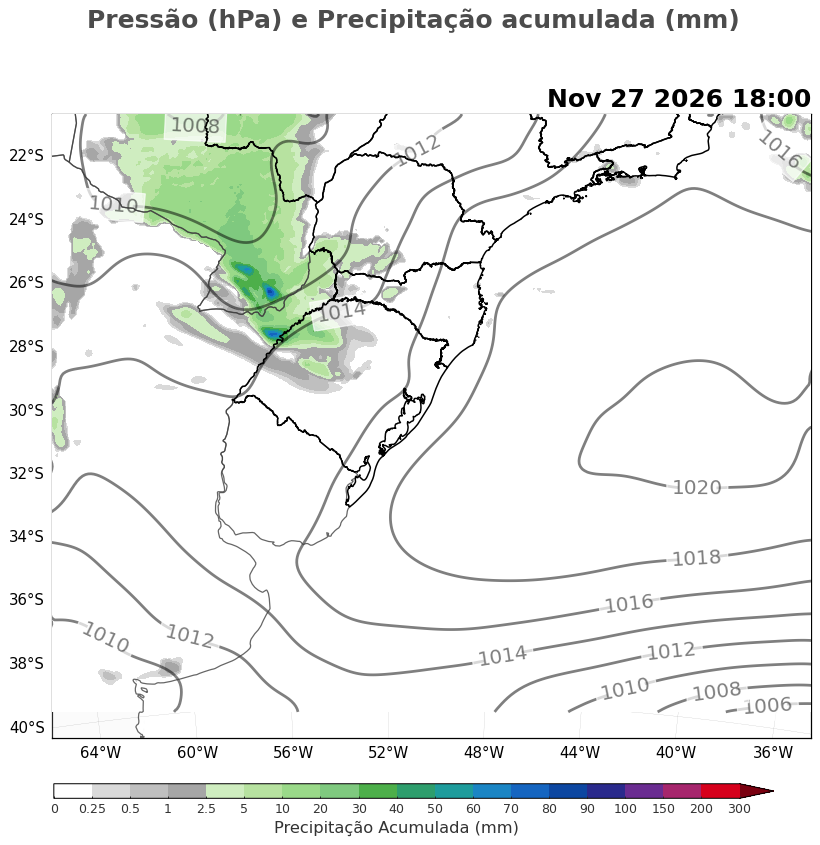 Pressão (hPa) e Precipitação acumulada (mm)
Nov 27 2026 18:00
1008
1012
1016
22°S
1010
24°S
26°S
1014
28°S
30°S
32°S
1020
34°S
1018
36°S
1016
1010
1012
1014
1012
38°S
1010
1008
1006
40°S
64°W 60°W 56°W 52°W 48°W 44°W 40°W 36°W
0 0.25 0.5 1 2.5 5 10 20 30 40 50 60 70 80 90 100 150 200 300
Precipitação Acumulada (mm)